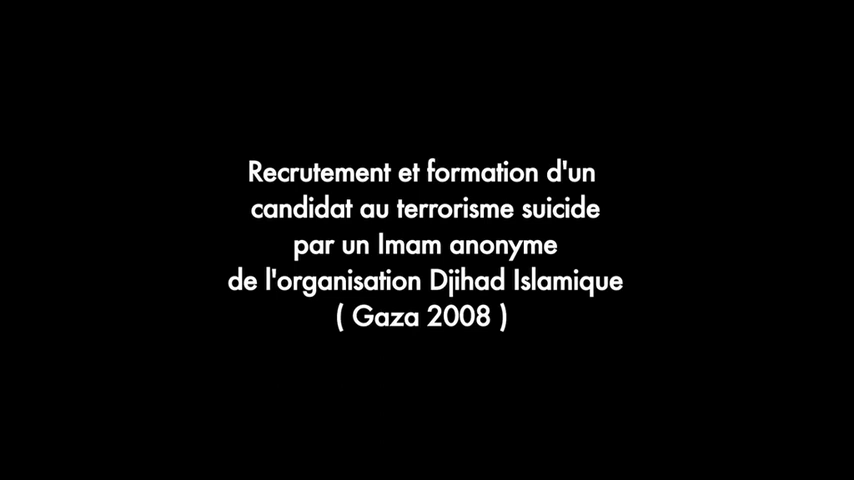 Recrutement et formation d'un
candidat au terrorisme suicide
par un Imam anonyme
de l'organisation Djihad Islamique
( Gaza 2008 )